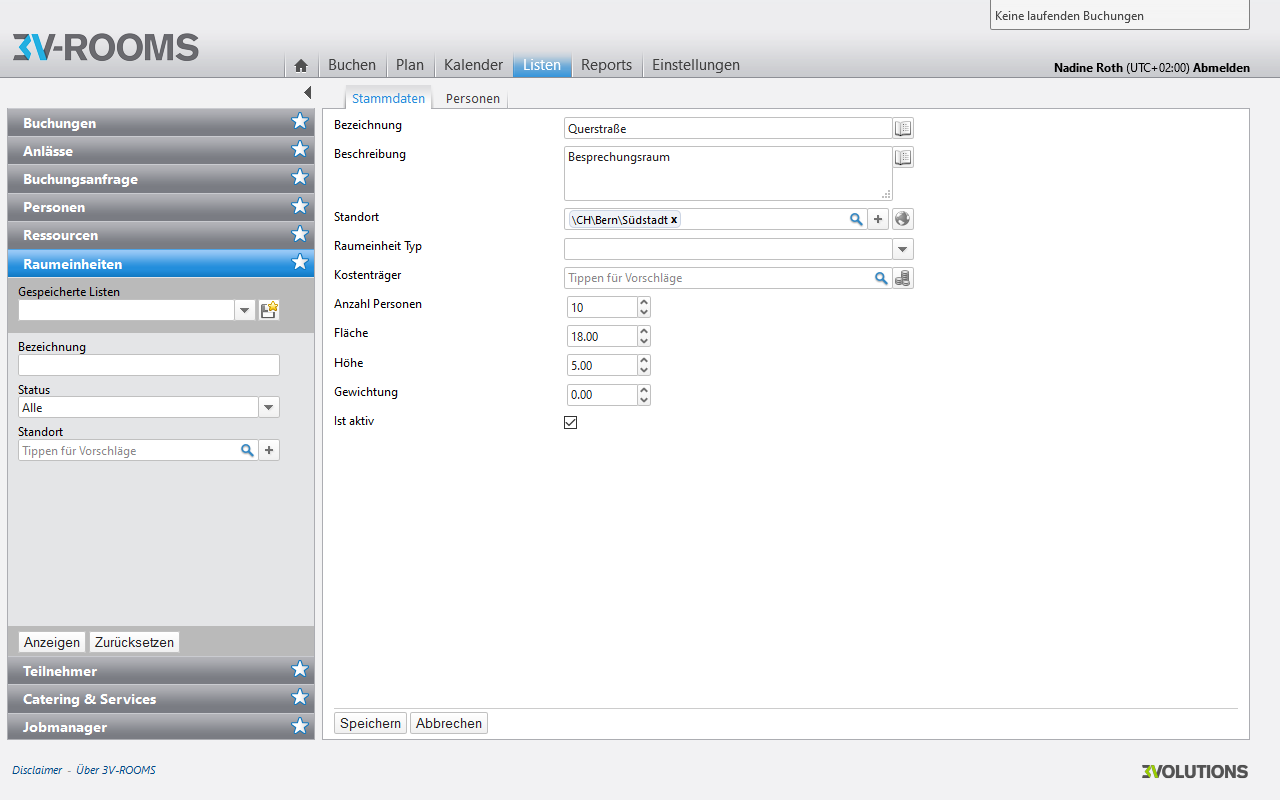 Keine laufenden Buchungen
3V-ROOMS
Buchen
Plan
Kalender
Listen
Reports
Einstellungen
Nadine Roth (UTC+02:00) Abmelden
Stammdaten
Personen
Buchungen
Anlässe
Buchungsanfrage
Personen
Ressourcen
Raumeinheiten
Gespeicherte Listen
Bezeichnung
Status
Alle
Standort
Tippen für Vorschläge
Anzeigen
Zurücksetzen
Teilnehmer
Catering & Services
Jobmanager
Bezeichnung
Querstraße
Beschreibung
Besprechungsraum
Standort
\CH\Bern\Südstadt x
Raumeinheit Typ
Kostenträger
Tippen für Vorschläge
Anzahl Personen
10
Fläche
18.00
Höhe
5.00
Gewichtung
0.00
Ist aktiv
Speichern
Abbrechen
Disclaimer - Über 3V-ROOMS
3VOLUTIONS